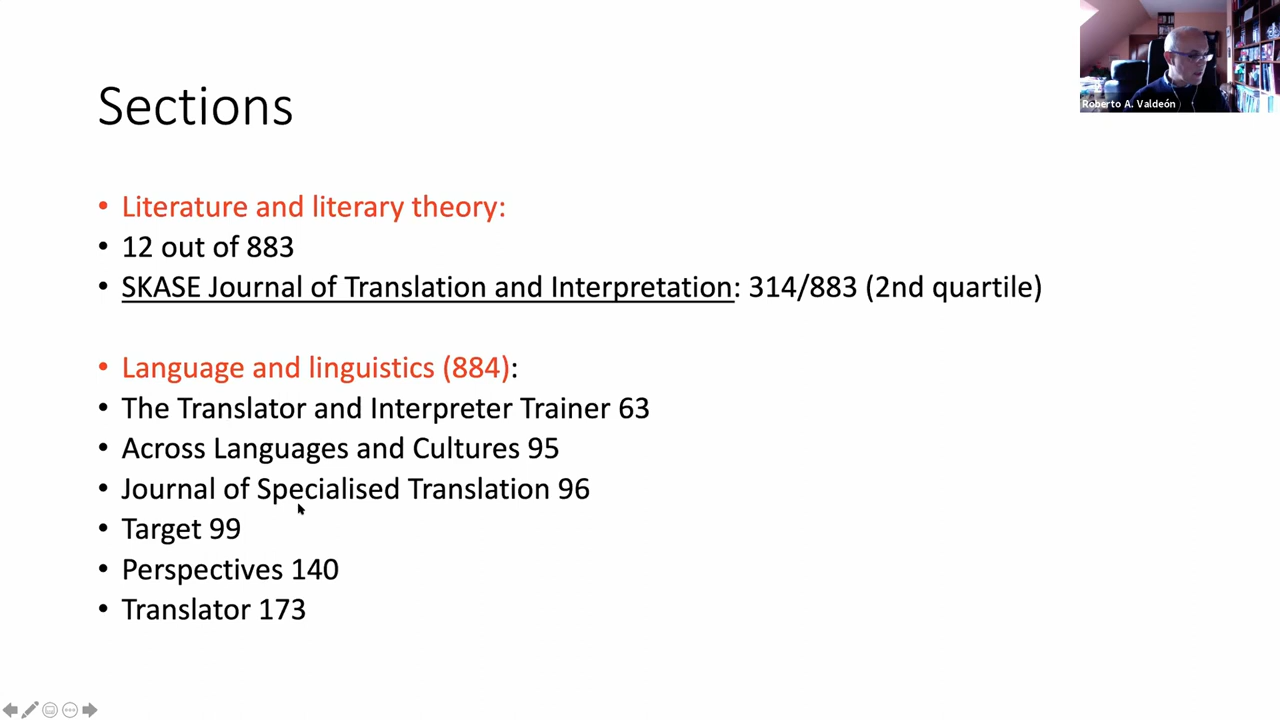 Sections
• Literature and literary theory:
• 12 out of 883
• SKASE Journal of Translation and Interpretation: 314/883 (2nd quartile)
• Language and linguistics (884):
• The Translator and Interpreter Trainer 63
• Across Languages and Cultures 95
• Journal of Specialised Translation 96
• Target 99
• Perspectives 140
• Translator 173
Roberto A. Valdeón